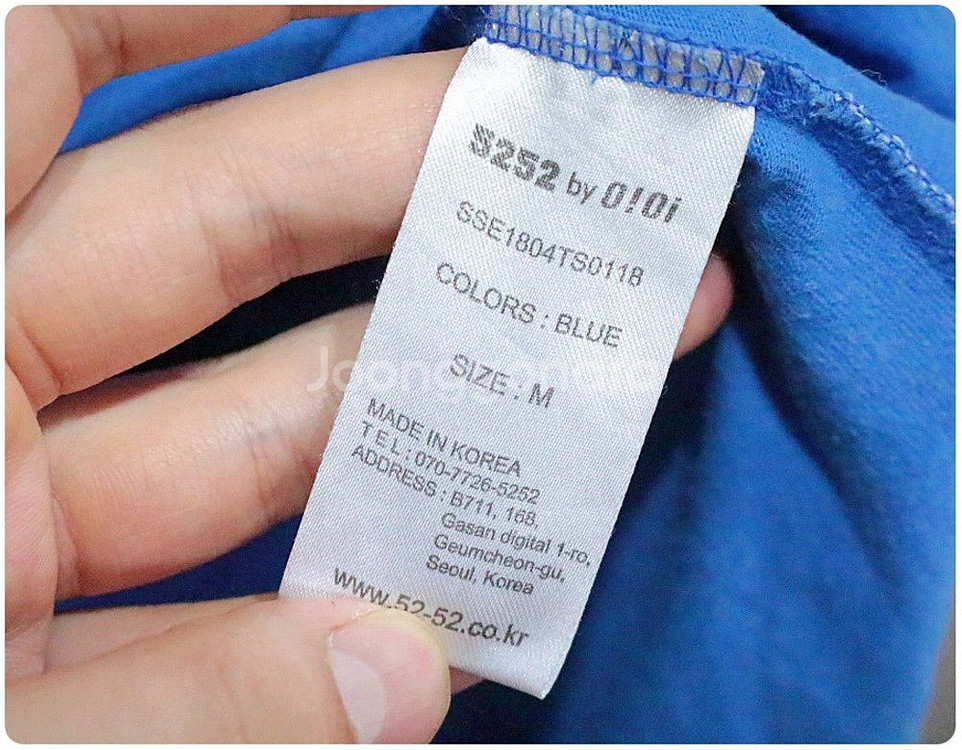 5252 by O!Oi
SSE1804TS0118
COLORS : BLUE
SIZE : M
MADE IN KOREA
TEL : 070-7726-5252
ADDRESS : B711, 168,
Gasan digital 1-ro,
Geumcheon-gu,
Seoul, Korea
www.52-52.co.kr